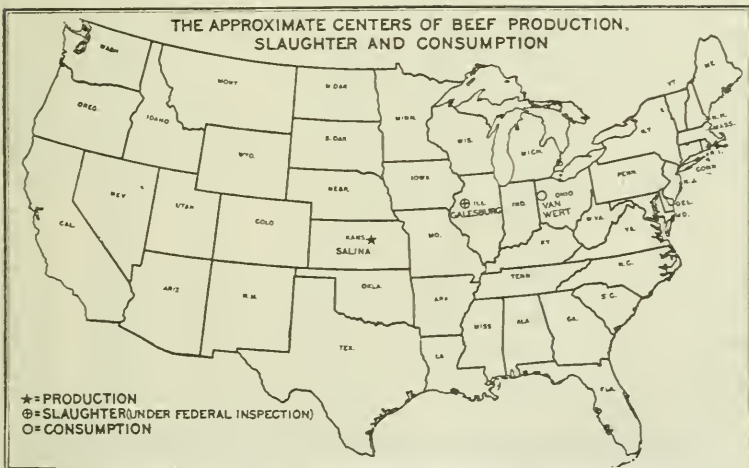 THE APPROXIMATE CENTERS OF BEEF PRODUCTION,
SLAUGHTER AND CONSUMPTION
WASH
OREG.
IDAHO
MONT
N.DAK
S.DAK
WYO.
NEBR.
NEV
UTAH
COLO
CAL.
ARIZ
N.M.
KANS.★
SALINA
OKLA.
TEX.
MINN.
IOWA
MO.
ARK
LA
WIS.
MICH.
⊕ ILL
GALESBURG
IND.
○ OHIO
VAN
WERT
KY
TENN
MISS
ALA
GA.
FLA.
S.C.
N.C.
VA.
W.VA.
PENN.
N.Y
VT.
ME.
N.H.
MASS.
R.I.
CONN
N.J
DEL.
MD.
★=PRODUCTION
⊕=SLAUGHTER(UNDER FEDERAL INSPECTION)
○=CONSUMPTION